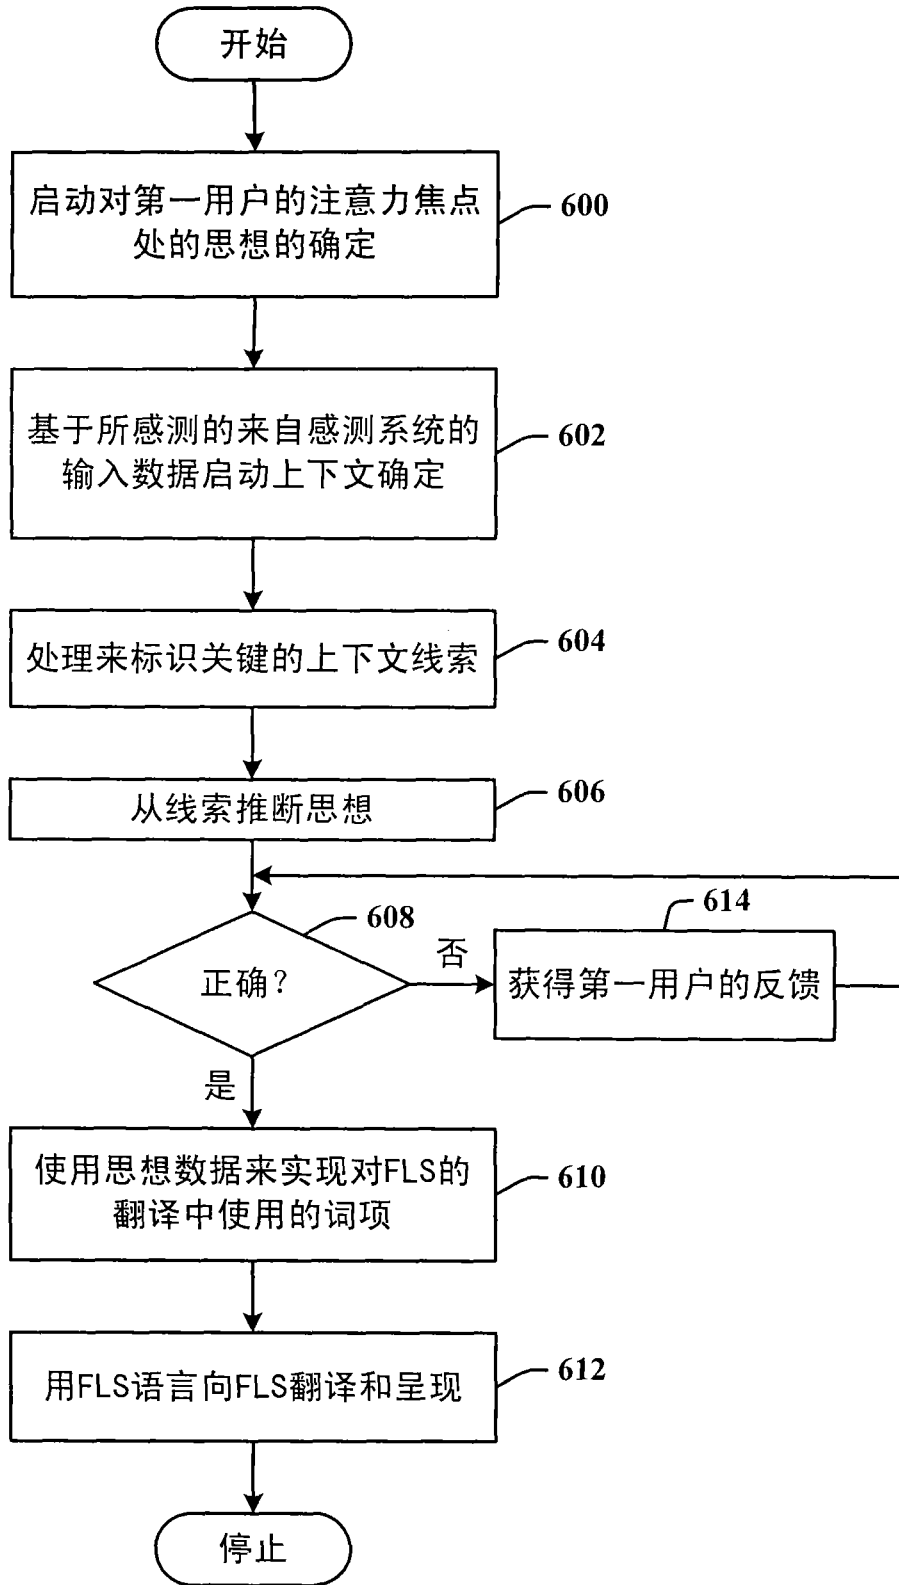 开始
启动对第一用户的注意力焦点
处的思想的确定
600
基于所感测的来自感测系统的
输入数据启动上下文确定
602
处理来标识关键的上下文线索
604
从线索推断思想
606
608
正确?
否
614
获得第一用户的反馈
是
使用思想数据来实现对FLS的
翻译中使用的词项
610
用FLS语言向FLS翻译和呈现
612
停止